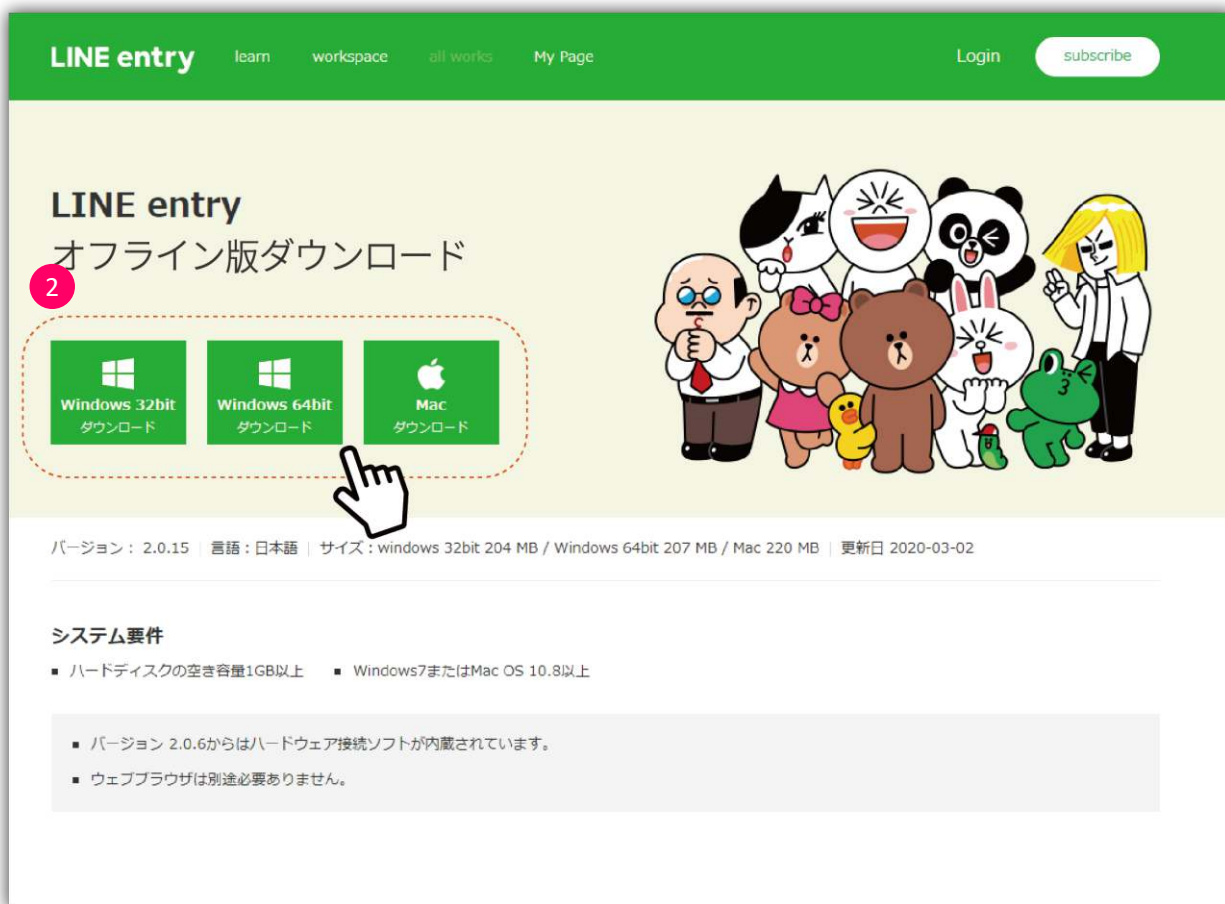 LINE entry learn workspace all works My Page Login subscribe
LINE entry
オフライン版ダウンロード
2
Windows 32bit
ダウンロード
Windows 64bit
ダウンロード
Mac
ダウンロード
バージョン： 2.0.15 | 言語：日本語 | サイズ：windows 32bit 204 MB / Windows 64bit 207 MB / Mac 220 MB | 更新日 2020-03-02
システム要件
▪ ハードディスクの空き容量1GB以上 ▪ Windows7またはMac OS 10.8以上
▪ バージョン 2.0.6からはハードウェア接続ソフトが内蔵されています。
▪ ウェブブラウザは別途必要ありません。